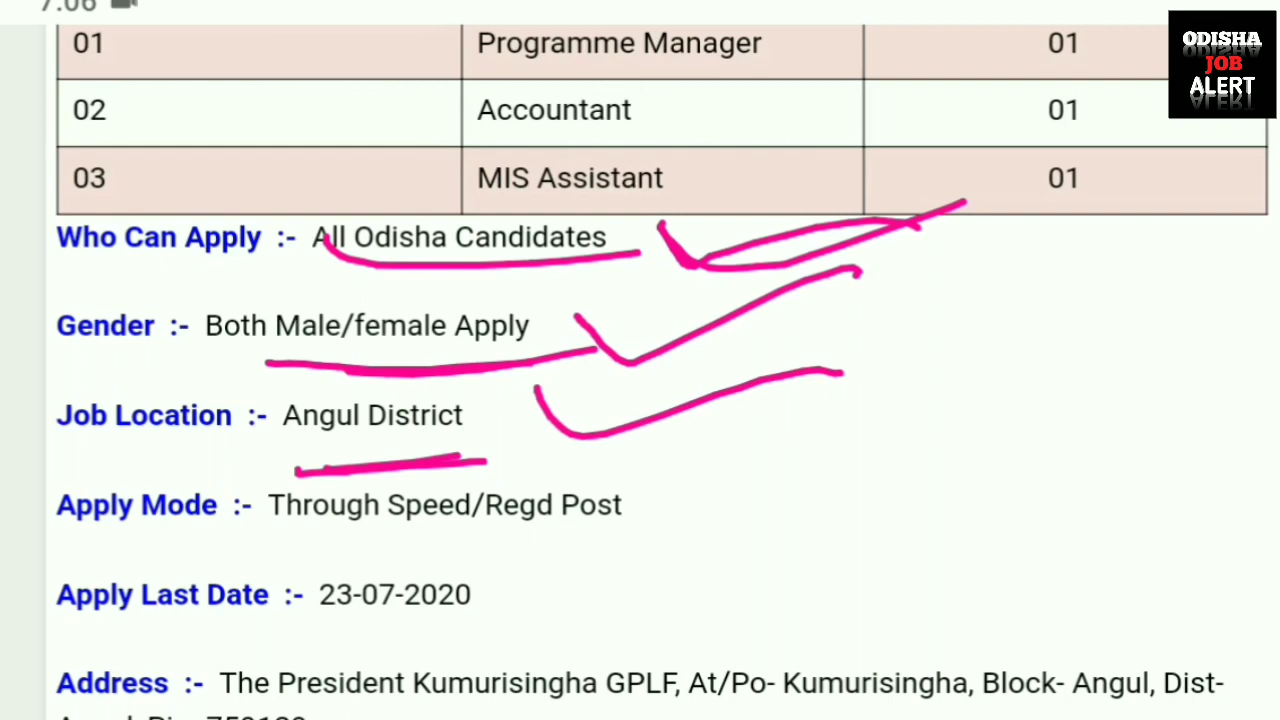 7:06
01 Programme Manager 01
ODISHA
JOB
ALERT
02 Accountant 01
03 MIS Assistant 01
Who Can Apply :- All Odisha Candidates
Gender :- Both Male/female Apply
Job Location :- Angul District
Apply Mode :- Through Speed/Regd Post
Apply Last Date :- 23-07-2020
Address :- The President Kumurisingha GPLF, At/Po- Kumurisingha, Block- Angul, Dist-